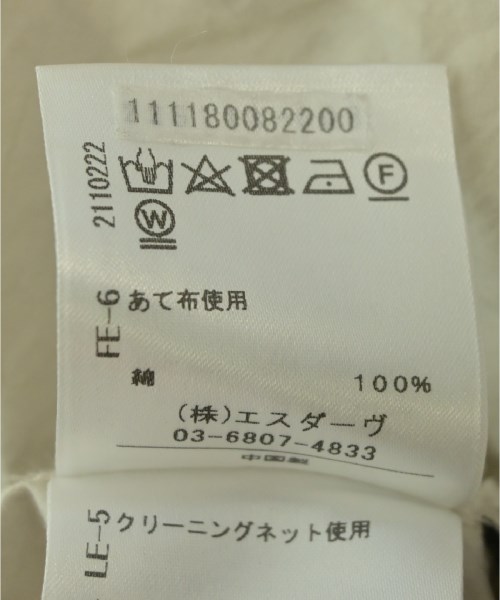 111180082200
2110222
F
W
FE-6
あて布使用
綿 100%
(株)エスダーヴ
03-6807-4833
中国製
LE-5
クリーニングネット使用